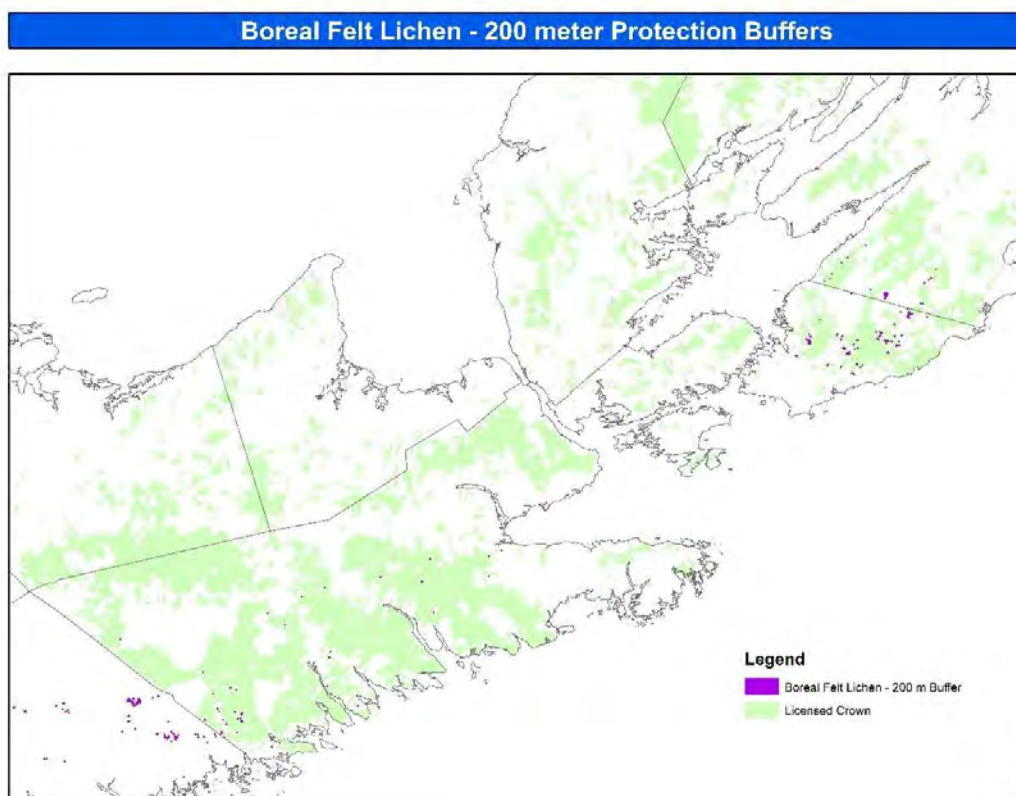 Boreal Felt Lichen - 200 meter Protection Buffers
Legend
Boreal Felt Lichen - 200 m Buffer
Licensed Crown